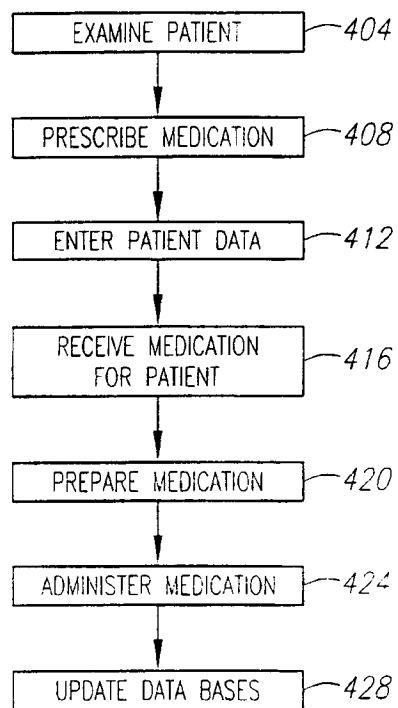 EXAMINE PATIENT 404
PRESCRIBE MEDICATION 408
ENTER PATIENT DATA 412
RECEIVE MEDICATION
FOR PATIENT 416
PREPARE MEDICATION 420
ADMINISTER MEDICATION 424
UPDATE DATA BASES 428